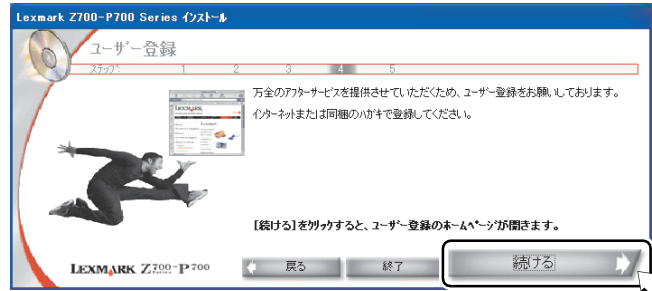 Lexmark Z700-P700 Series インストール
ユーザー登録
ステップ: 1 2 3 4 5
万全のアフターサービスを提供させていただくため、ユーザー登録をお願いしております。
インターネットまたは同梱のハガキで登録してください。
LEXMARK
[続ける]をクリックすると、ユーザー登録のホームページが開きます。
LEXMARK Z700-P700
Series
戻る 終了 続ける